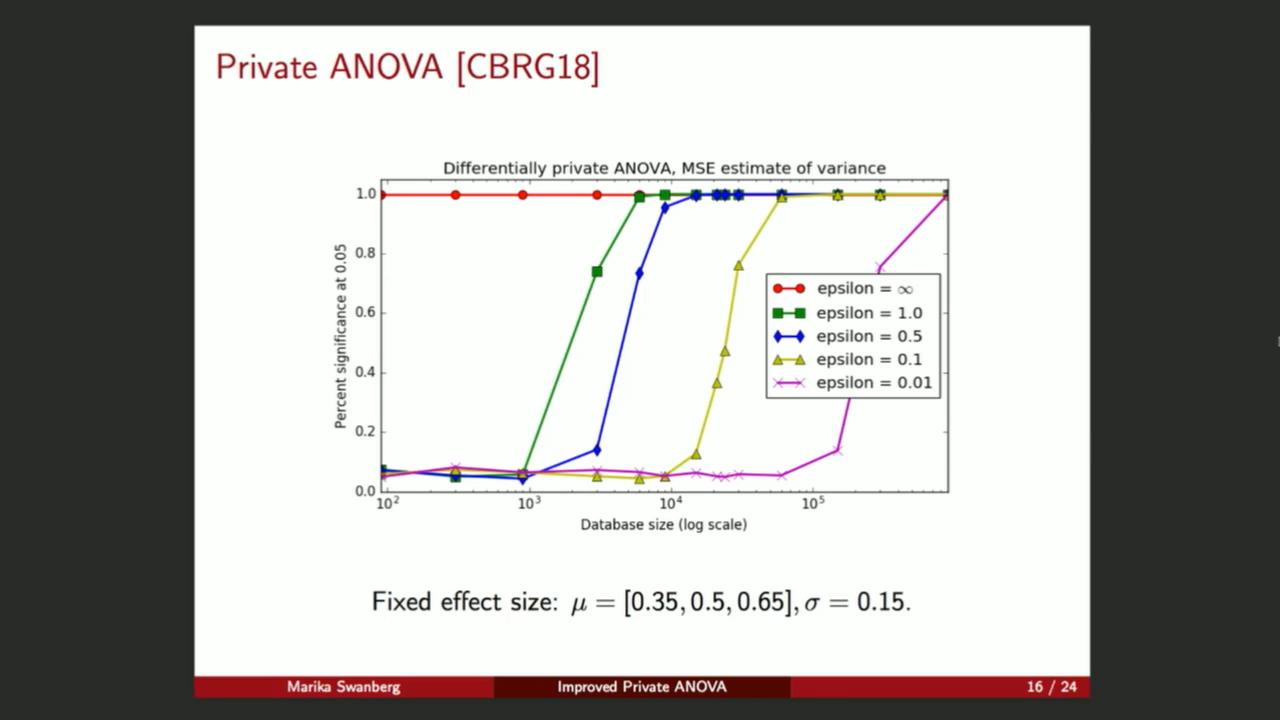 Private ANOVA [CBRG18]
Differentially private ANOVA, MSE estimate of variance
Percent significance at 0.05
1.0
0.8
0.6
0.4
0.2
0.0
epsilon = ∞
epsilon = 1.0
epsilon = 0.5
epsilon = 0.1
epsilon = 0.01
10² 10³ 10⁴ 10⁵
Database size (log scale)
Fixed effect size: μ = [0.35, 0.5, 0.65], σ = 0.15.
Marika Swanberg Improved Private ANOVA 16 / 24